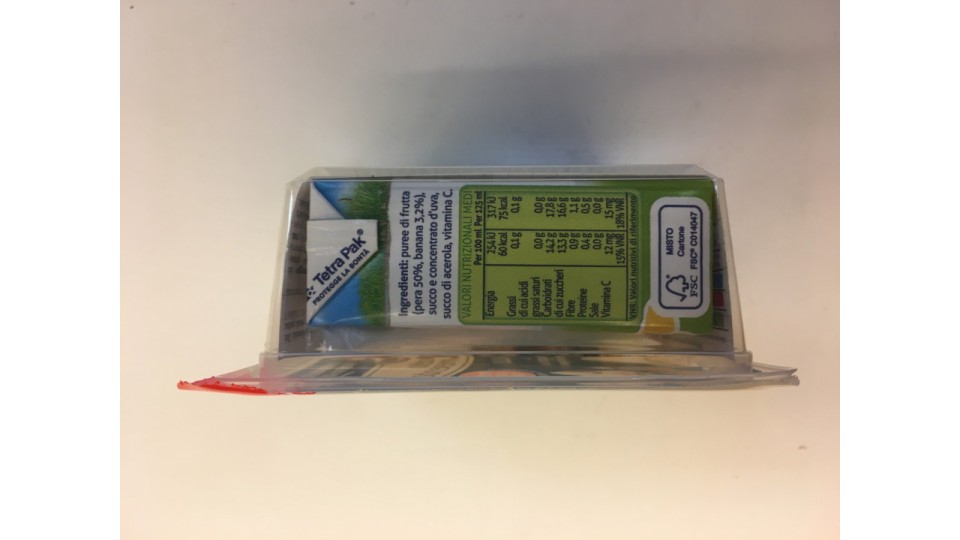 Tetra Pak®
PROTEGGE LA BONTÀ
Ingredienti: puree di frutta
(pera 50%, banana 3,2%),
succo e concentrato d'uva,
succo di acerola, vitamina C.
VALORI NUTRIZIONALI MEDI
Per 100 ml Per 125 ml
Energia 254 kJ 317 kJ
60 kcal 75 kcal
Grassi 0,1 g 0,1 g
di cui acidi
grassi saturi 0,0 g 0,0 g
Carboidrati 14,2 g 17,8 g
di cui zuccheri 13,3 g 16,6 g
Fibre 0,9 g 1,1 g
Proteine 0,4 g 0,5 g
Sale 0,0 g 0,0 g
Vitamina C 12 mg 15 mg
15% VNR 18% VNR
VNR: Valori nutritivi di riferimento
FSC
MISTO
Cartone
FSC® C014047